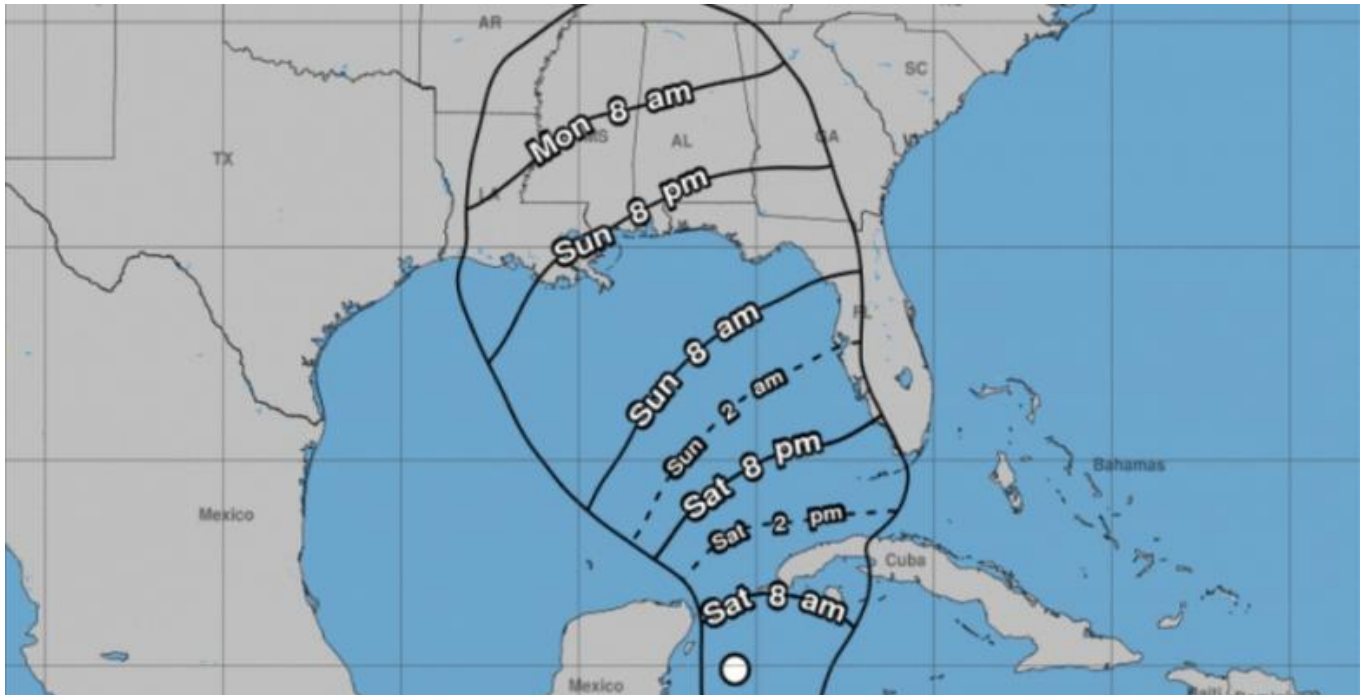 AR
SC
Mon 8 am
MS
AL
GA
TX
LA
Sun 8 pm
Sun 8 am
FL
Sun 2 am
Sat 8 pm
Bahamas
Mexico
Sat 2 pm
Cuba
Sat 8 am
Mexico